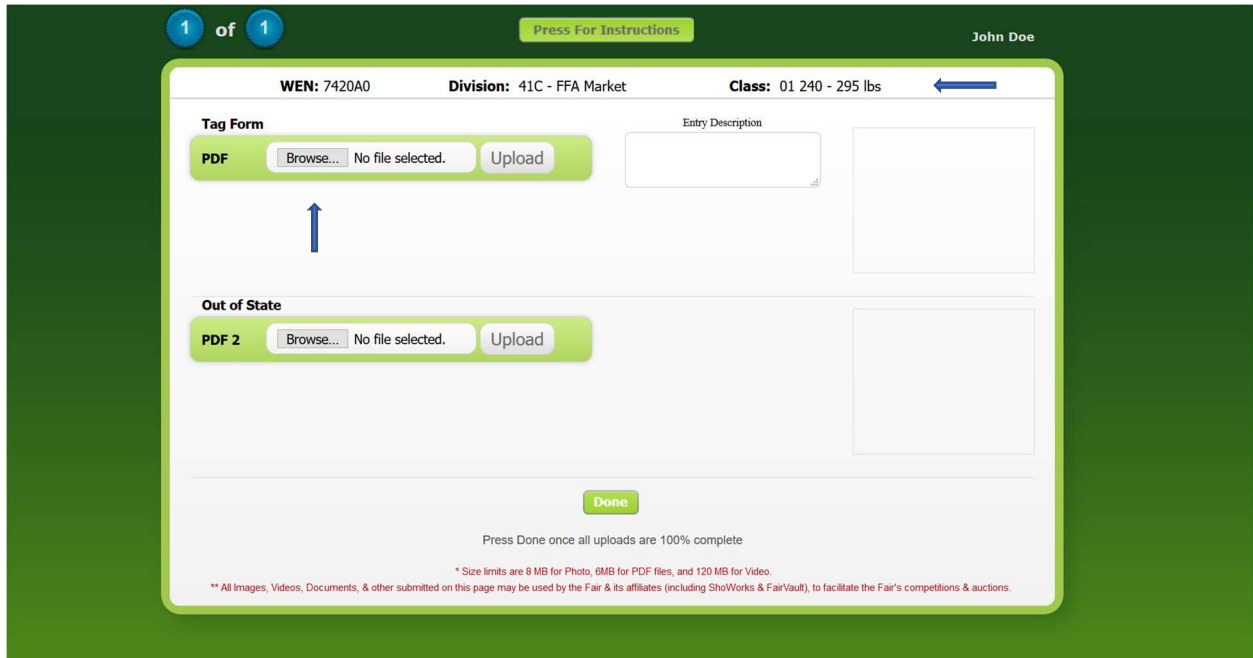 1 of 1
Press For Instructions
John Doe
WEN: 7420A0 Division: 41C - FFA Market Class: 01 240 - 295 lbs
Tag Form
Entry Description
PDF Browse... No file selected. Upload
Out of State
PDF 2 Browse... No file selected. Upload
Done
Press Done once all uploads are 100% complete
* Size limits are 8 MB for Photo, 6MB for PDF files, and 120 MB for Video.
** All Images, Videos, Documents, & other submitted on this page may be used by the Fair & its affiliates (including ShoWorks & FairVault), to facilitate the Fair's competitions & auctions.